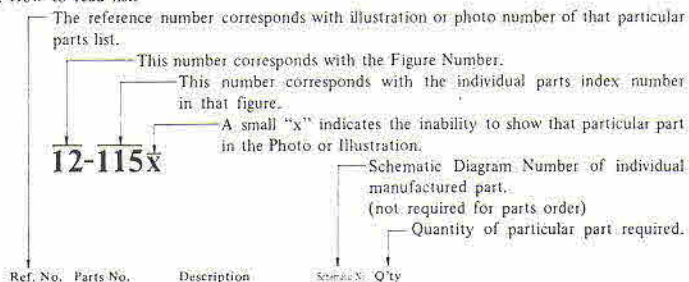 The reference number corresponds with illustration or photo number of that particular
parts list.
This number corresponds with the Figure Number.
This number corresponds with the individual parts index number
in that figure.
A small “x” indicates the inability to show that particular part
in the Photo or Illustration.
12-115x
Schematic Diagram Number of individual
manufactured part.
(not required for parts order)
Quantity of particular part required.
Ref. No. Parts No. Description Q'ty